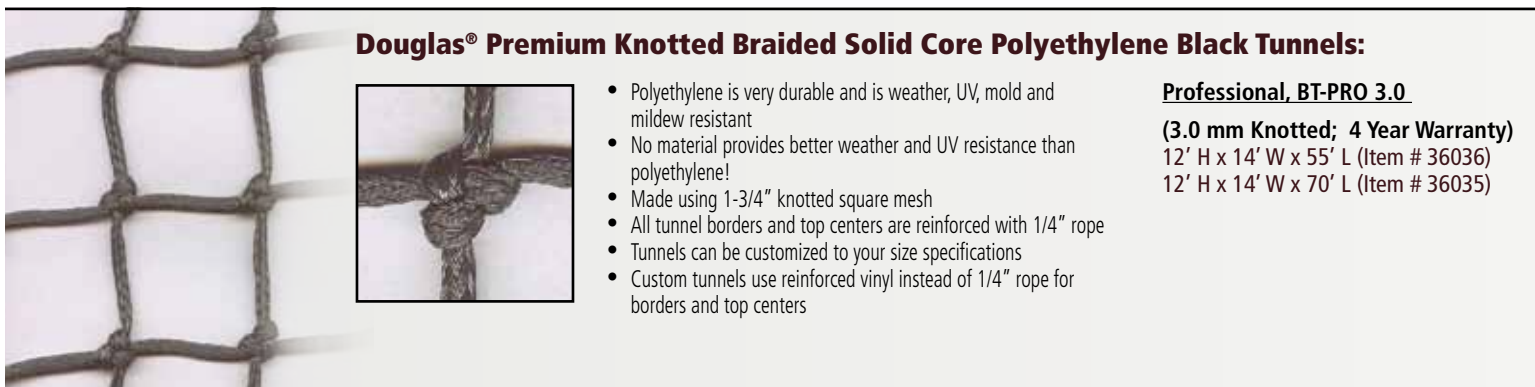 Douglas® Premium Knotted Braided Solid Core Polyethylene Black Tunnels:
• Polyethylene is very durable and is weather, UV, mold and
mildew resistant
• No material provides better weather and UV resistance than
polyethylene!
• Made using 1-3/4” knotted square mesh
• All tunnel borders and top centers are reinforced with 1/4” rope
• Tunnels can be customized to your size specifications
• Custom tunnels use reinforced vinyl instead of 1/4” rope for
borders and top centers
Professional, BT-PRO 3.0
(3.0 mm Knotted; 4 Year Warranty)
12’ H x 14’ W x 55’ L (Item # 36036)
12’ H x 14’ W x 70’ L (Item # 36035)